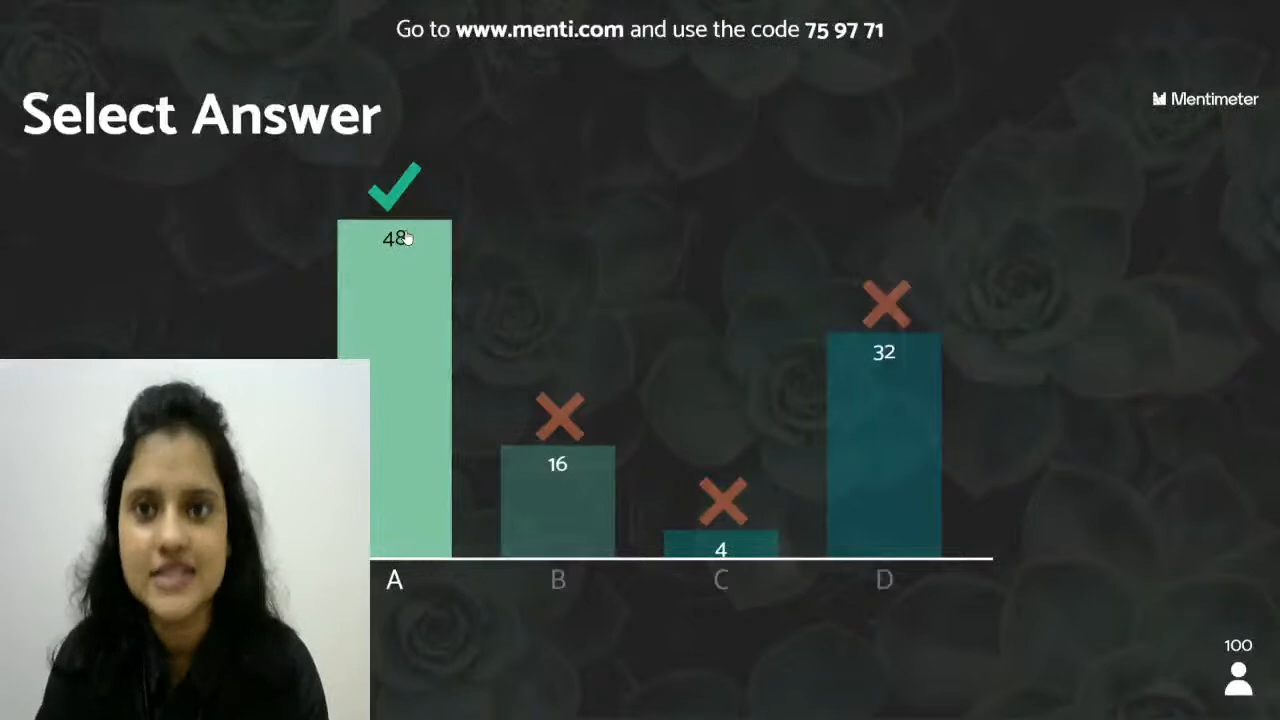 Go to www.menti.com and use the code 75 97 71
Select Answer
Mentimeter
48
32
16
4
A B C D
100